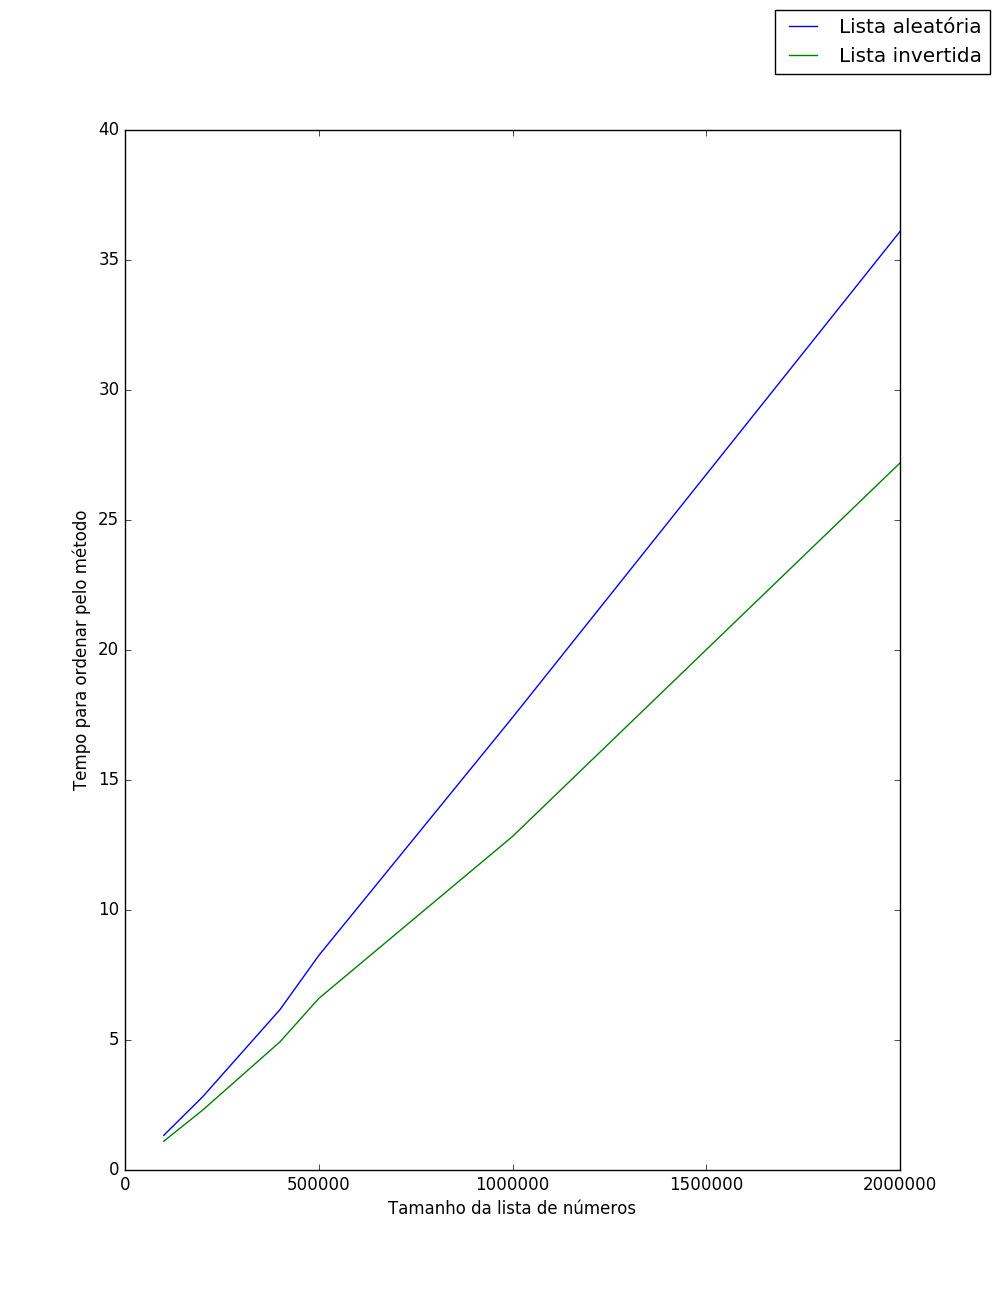 Lista aleatória
Lista invertida
40
35
30
25
20
15
10
5
0
Tempo para ordenar pelo método
0 500000 1000000 1500000 2000000
Tamanho da lista de números